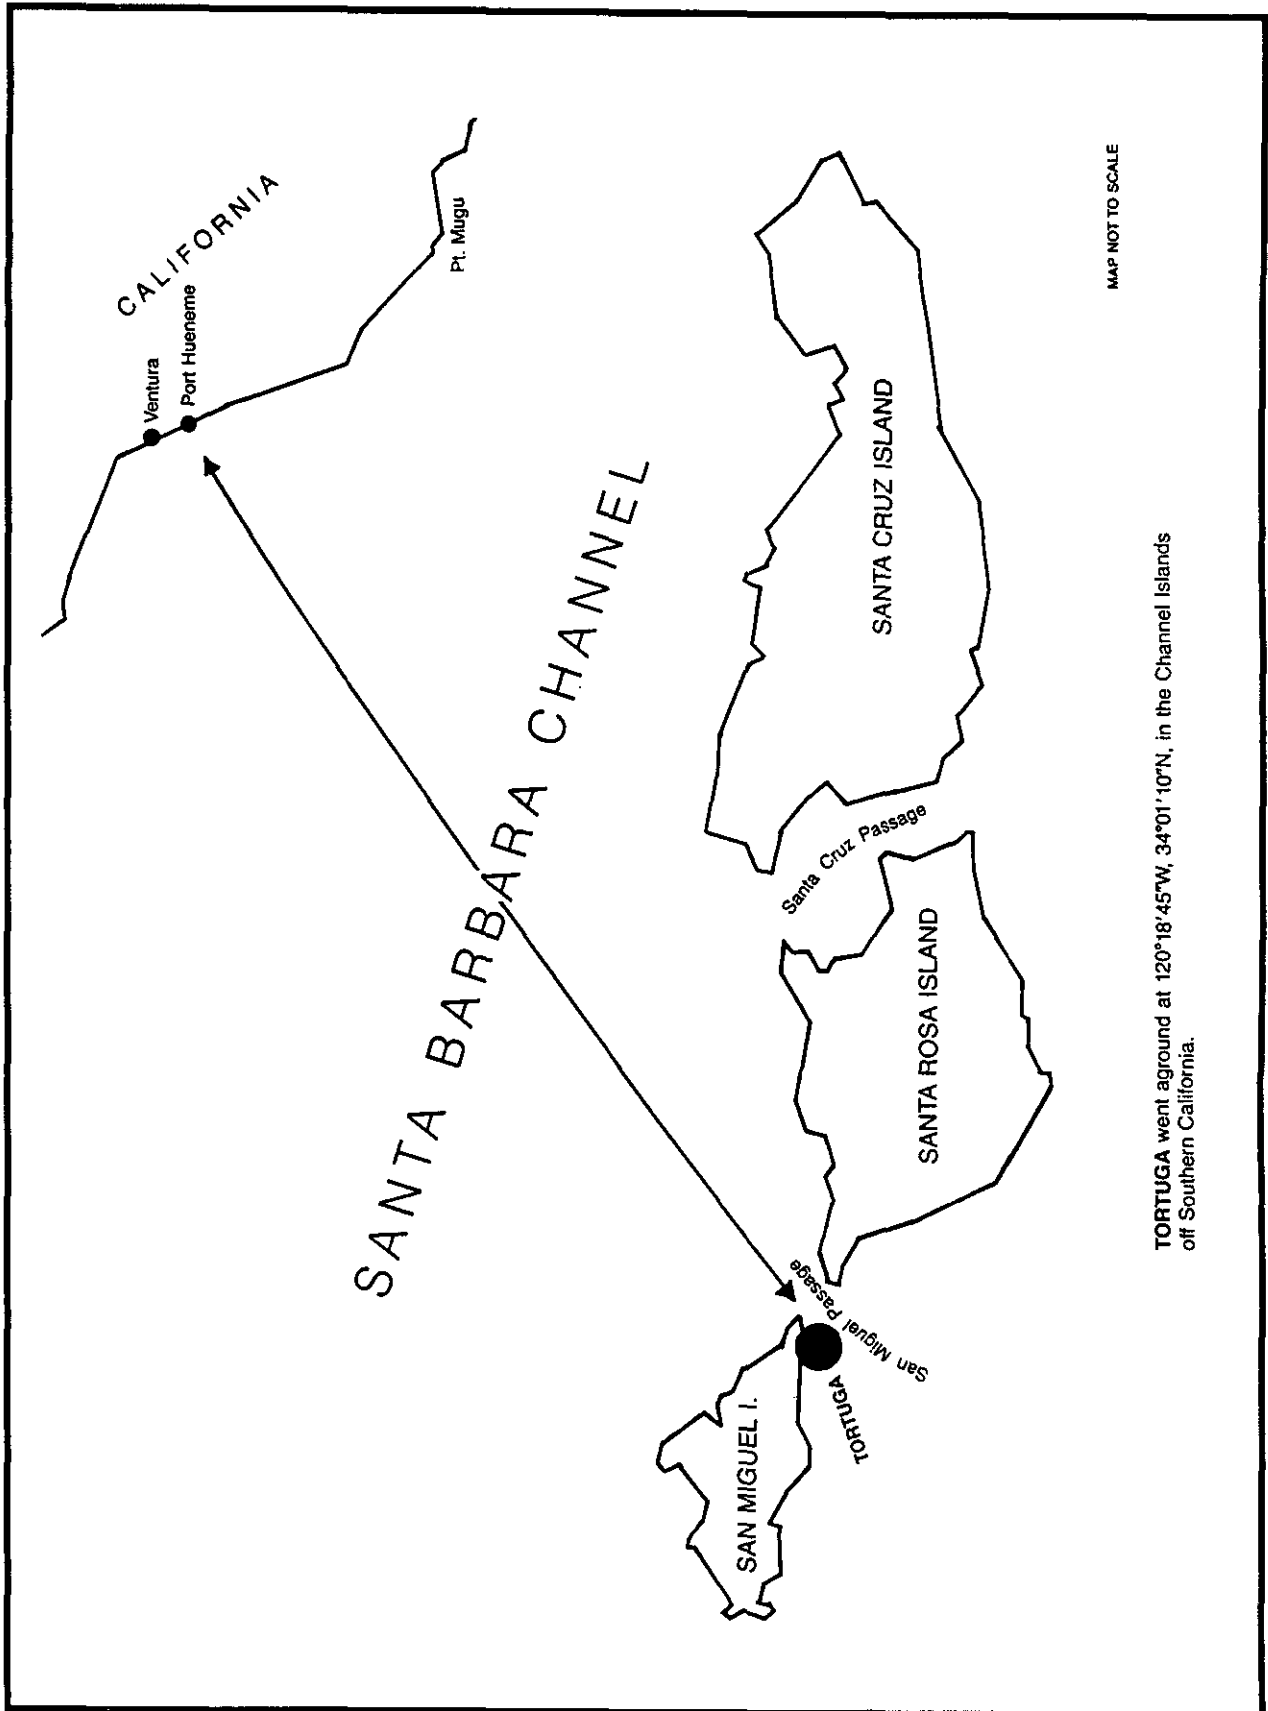 CALIFORNIA
Ventura
Port Hueneme
Pt. Mugu
SANTA BARBARA CHANNEL
SAN MIGUEL I.
TORTUGA
San Miguel Passage
SANTA ROSA ISLAND
Santa Cruz Passage
SANTA CRUZ ISLAND
MAP NOT TO SCALE
TORTUGA went aground at 120°18'45"W, 34°01'10"N, in the Channel Islands
off Southern California.